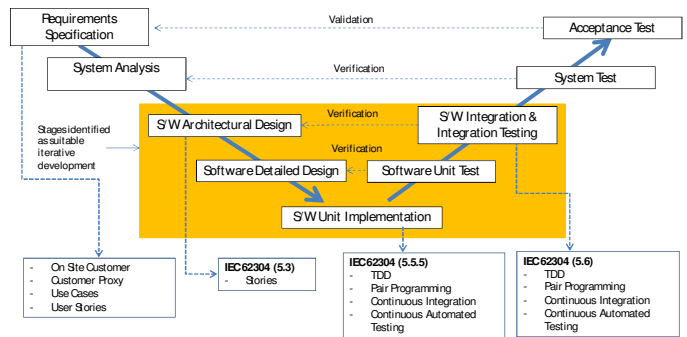 Requirements
Specification
Validation
Acceptance Test
System Analysis
Verification
System Test
Stages identified
as suitable
iterative
development
S/W Architectural Design
Verification
S/W Integration &
Integration Testing
Verification
Software Detailed Design
Software Unit Test
S/W Unit Implementation
- On Site Customer
- Customer Proxy
- Use Cases
- User Stories
IEC62304 (5.3)
- Stories
IEC62304 (5.5.5)
- TDD
- Pair Programming
- Continuous Integration
- Continuous Automated
Testing
IEC62304 (5.6)
- TDD
- Pair Programming
- Continuous Integration
- Continuous Automated
Testing